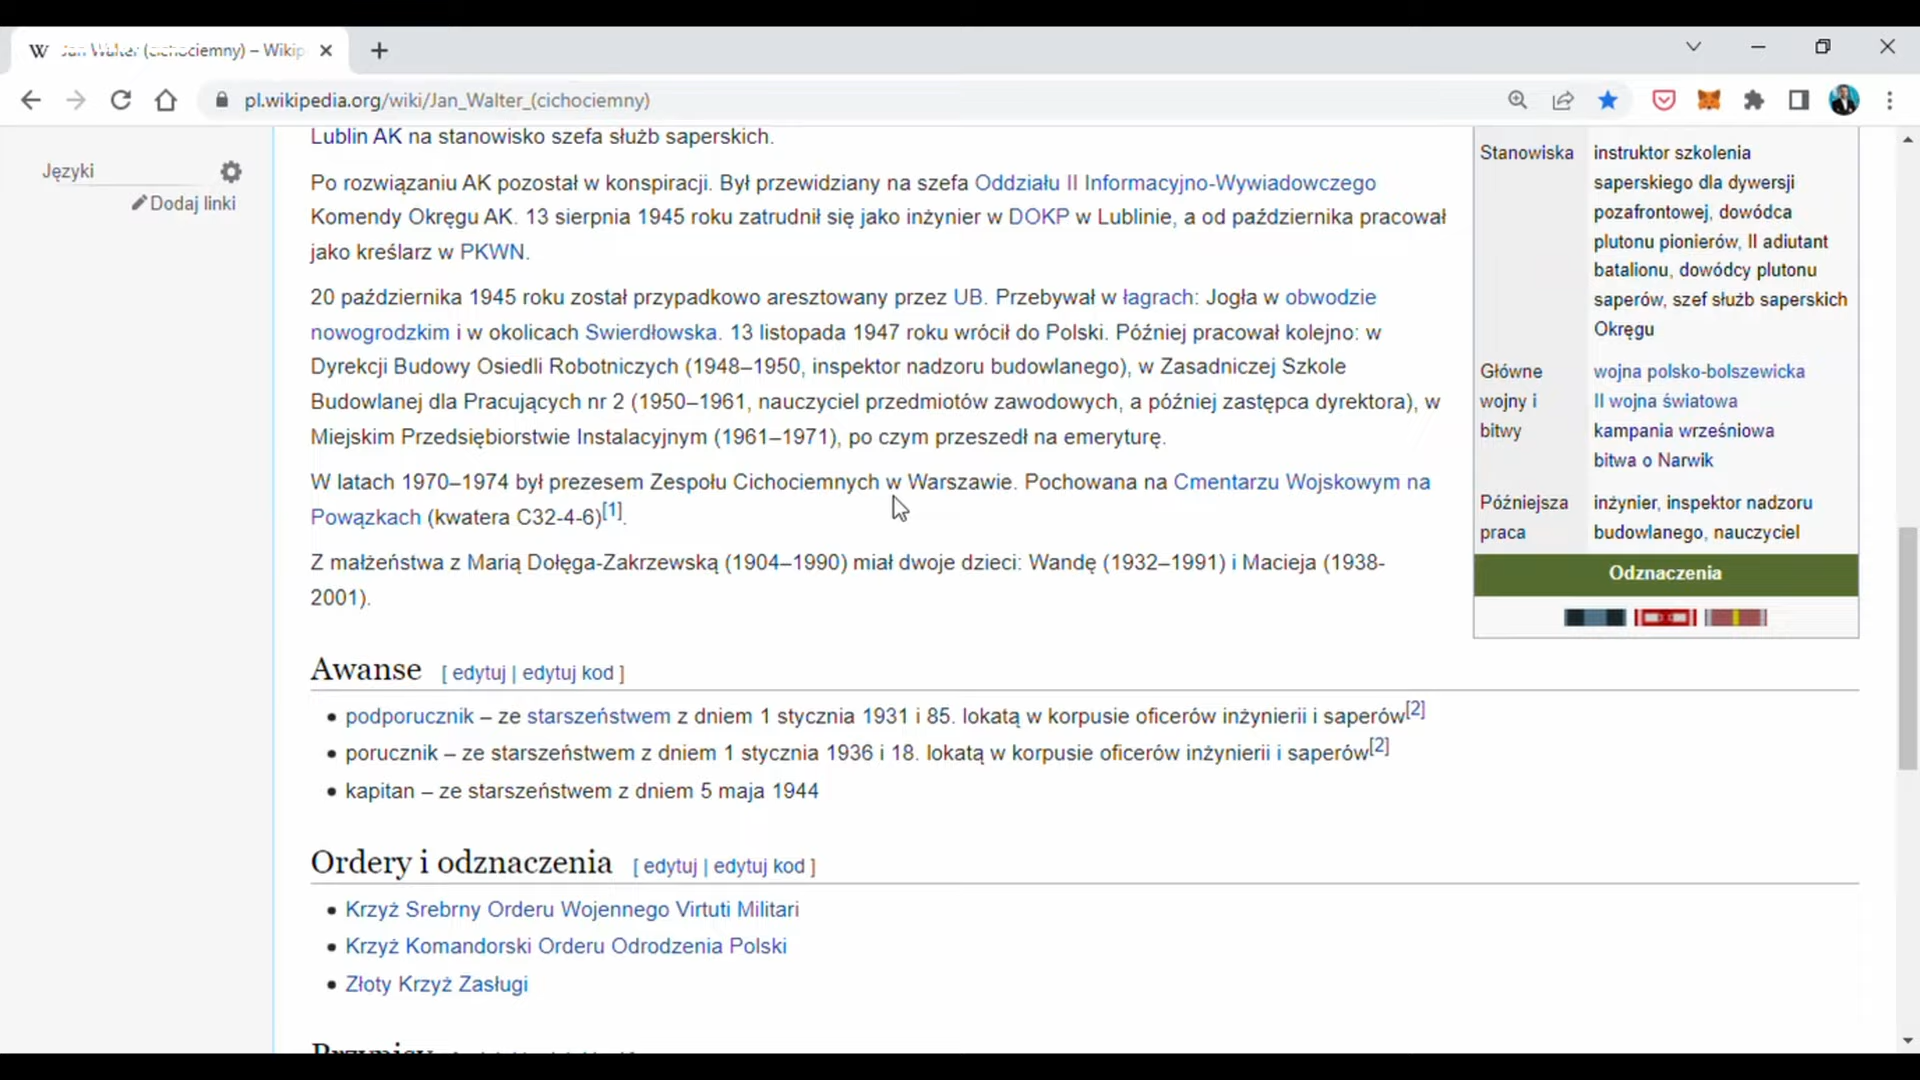 Jan Walter (cichociemny) – Wikip
pl.wikipedia.org/wiki/Jan_Walter_(cichociemny)
Języki
Dodaj linki
Lublin AK na stanowisko szefa służb saperskich.
Po rozwiązaniu AK pozostał w konspiracji. Był przewidziany na szefa Oddziału II Informacyjno-Wywiadowczego
Komendy Okręgu AK. 13 sierpnia 1945 roku zatrudnił się jako inżynier w DOKP w Lublinie, a od października pracował
jako kreślarz w PKWN.
20 października 1945 roku został przypadkowo aresztowany przez UB. Przebywał w łagrach: Jogła w obwodzie
nowogrodzkim i w okolicach Swierdłowska. 13 listopada 1947 roku wrócił do Polski. Później pracował kolejno: w
Dyrekcji Budowy Osiedli Robotniczych (1948–1950, inspektor nadzoru budowlanego), w Zasadniczej Szkole
Budowlanej dla Pracujących nr 2 (1950–1961, nauczyciel przedmiotów zawodowych, a później zastępca dyrektora), w
Miejskim Przedsiębiorstwie Instalacyjnym (1961–1971), po czym przeszedł na emeryturę.
W latach 1970–1974 był prezesem Zespołu Cichociemnych w Warszawie. Pochowana na Cmentarzu Wojskowym na
Powązkach (kwatera C32-4-6)[1].
Z małżeństwa z Marią Dołęga-Zakrzewską (1904–1990) miał dwoje dzieci: Wandę (1932–1991) i Macieja (1938-
2001).
Awanse [ edytuj | edytuj kod ]
• podporucznik – ze starszeństwem z dniem 1 stycznia 1931 i 85. lokatą w korpusie oficerów inżynierii i saperów[2]
• porucznik – ze starszeństwem z dniem 1 stycznia 1936 i 18. lokatą w korpusie oficerów inżynierii i saperów[2]
• kapitan – ze starszeństwem z dniem 5 maja 1944
Ordery i odznaczenia [ edytuj | edytuj kod ]
• Krzyż Srebrny Orderu Wojennego Virtuti Militari
• Krzyż Komandorski Orderu Odrodzenia Polski
• Złoty Krzyż Zasługi
Przypisy
Stanowiska
instruktor szkolenia
saperskiego dla dywersji
pozafrontowej, dowódca
plutonu pionierów, II adiutant
batalionu, dowódcy plutonu
saperów, szef służb saperskich
Okręgu
Główne
wojny i
bitwy
wojna polsko-bolszewicka
II wojna światowa
kampania wrześniowa
bitwa o Narwik
Późniejsza
praca
inżynier, inspektor nadzoru
budowlanego, nauczyciel
Odznaczenia